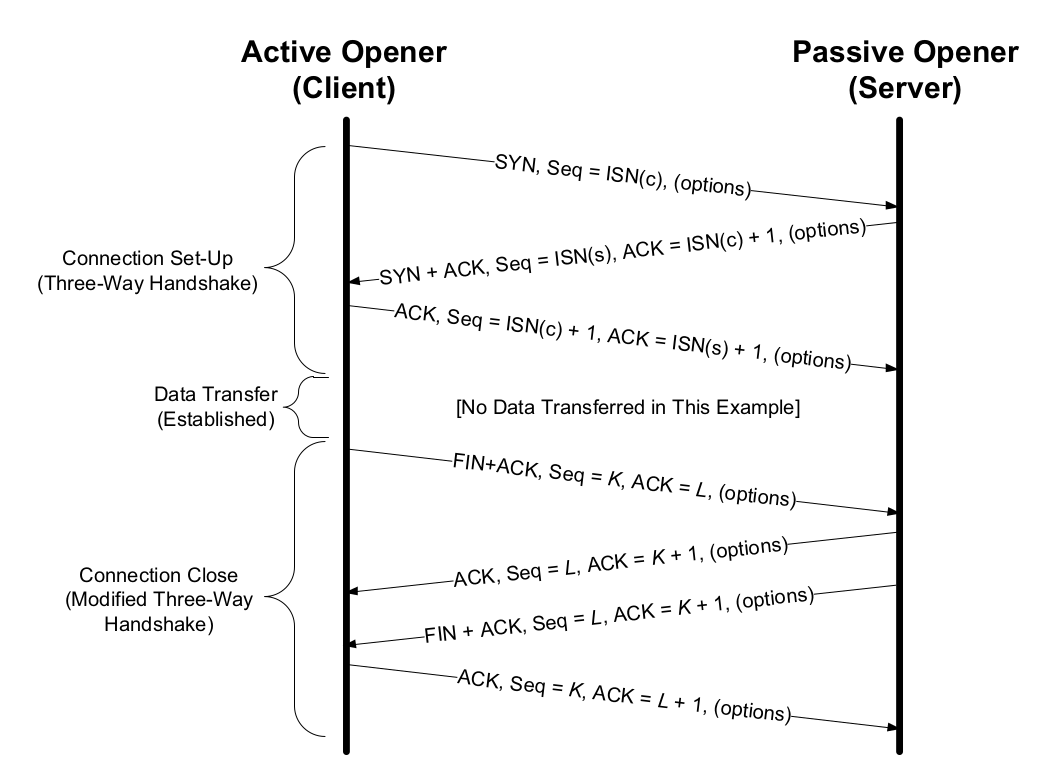 Active Opener
(Client)
Passive Opener
(Server)
SYN, Seq = ISN(c), (options)
SYN + ACK, Seq = ISN(s), ACK = ISN(c) + 1, (options)
Connection Set-Up
(Three-Way Handshake)
ACK, Seq = ISN(c) + 1, ACK = ISN(s) + 1, (options)
Data Transfer
(Established)
[No Data Transferred in This Example]
FIN+ACK, Seq = K, ACK = L, (options)
ACK, Seq = L, ACK = K + 1, (options)
Connection Close
(Modified Three-Way
Handshake)
FIN + ACK, Seq = L, ACK = K + 1, (options)
ACK, Seq = K, ACK = L + 1, (options)